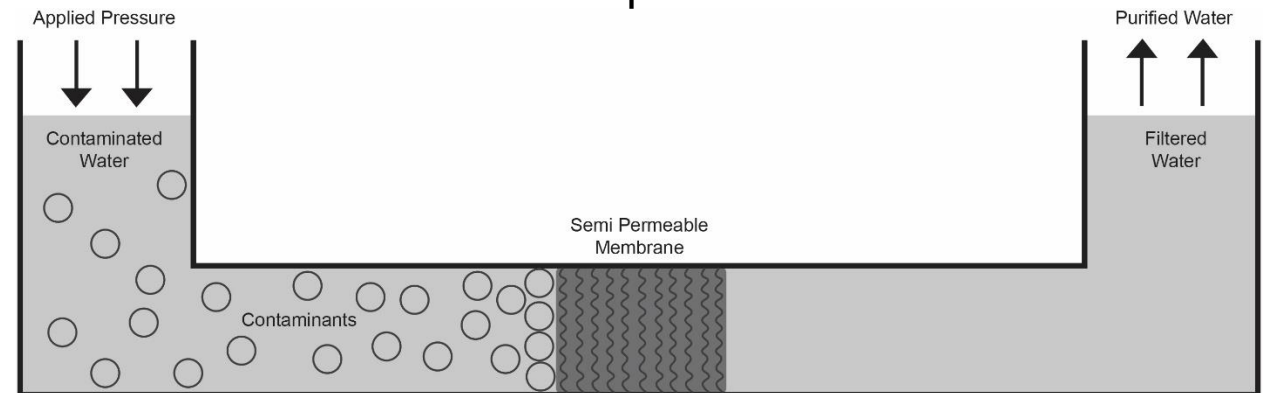 Applied Pressure
Purified Water
Contaminated
Water
Filtered
Water
Semi Permeable
Membrane
Contaminants